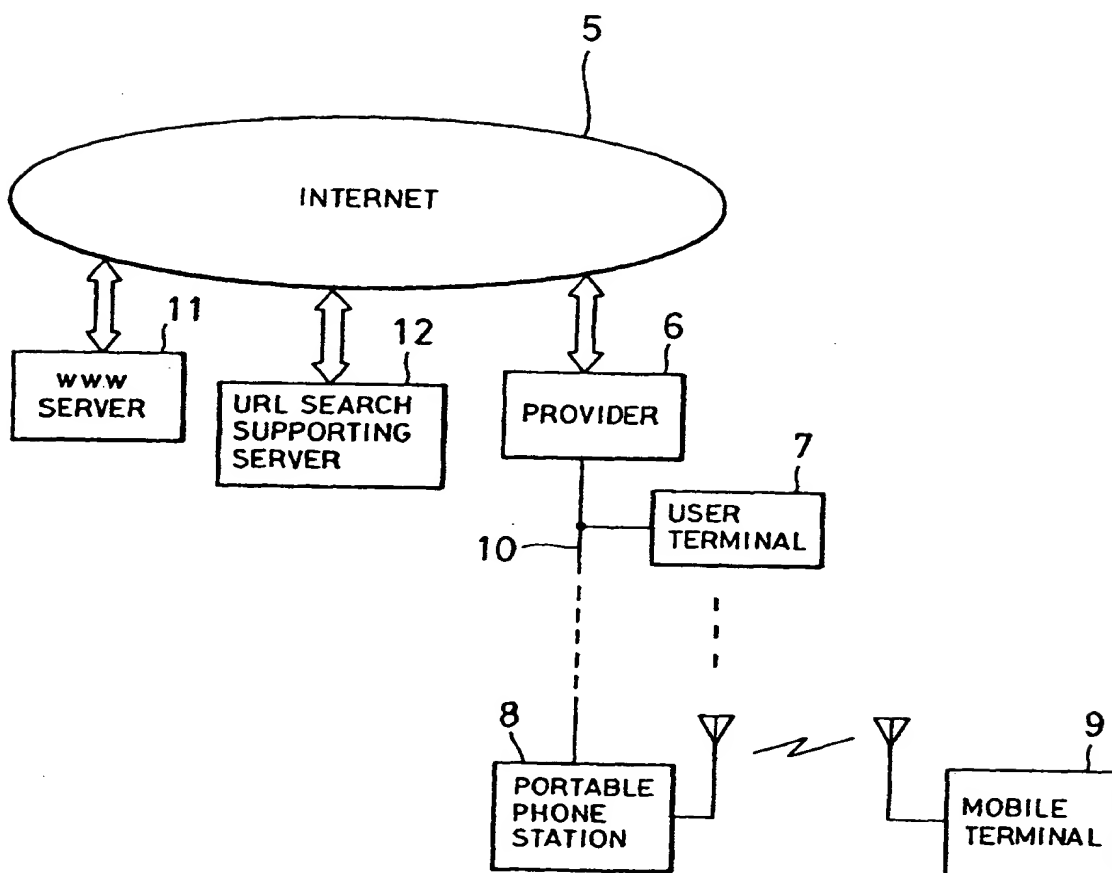 5
INTERNET
11
WWW
SERVER
12
URL SEARCH
SUPPORTING
SERVER
6
PROVIDER
7
USER
TERMINAL
10
8
PORTABLE
PHONE
STATION
9
MOBILE
TERMINAL